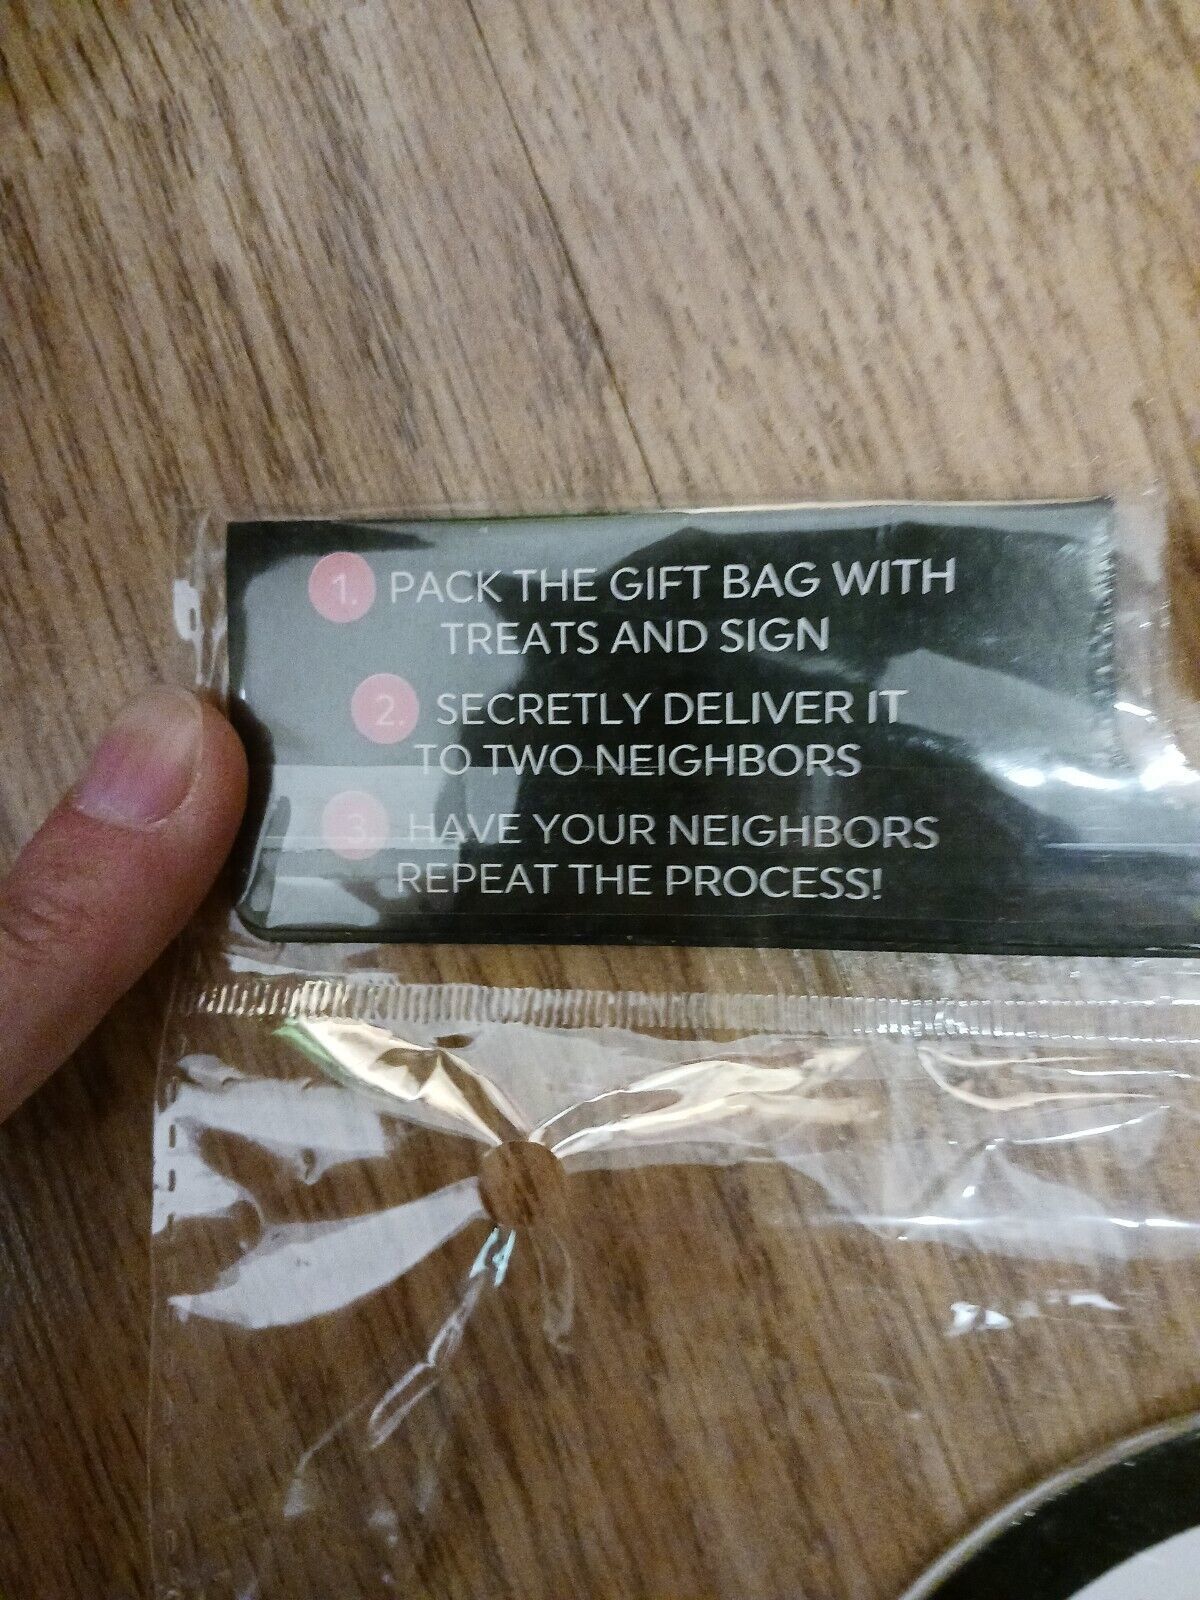 1. PACK THE GIFT BAG WITH
TREATS AND SIGN
2. SECRETLY DELIVER IT
TO TWO NEIGHBORS
3. HAVE YOUR NEIGHBORS
REPEAT THE PROCESS!